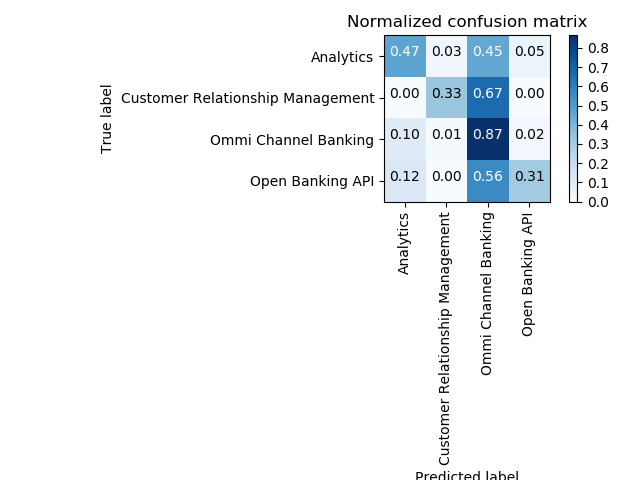 Normalized confusion matrix
True label
Analytics 0.47 0.03 0.45 0.05
Customer Relationship Management 0.00 0.33 0.67 0.00
Ommi Channel Banking 0.10 0.01 0.87 0.02
Open Banking API 0.12 0.00 0.56 0.31
Analytics
Customer Relationship Management
Ommi Channel Banking
Open Banking API
Predicted label
0.8
0.7
0.6
0.5
0.4
0.3
0.2
0.1
0.0